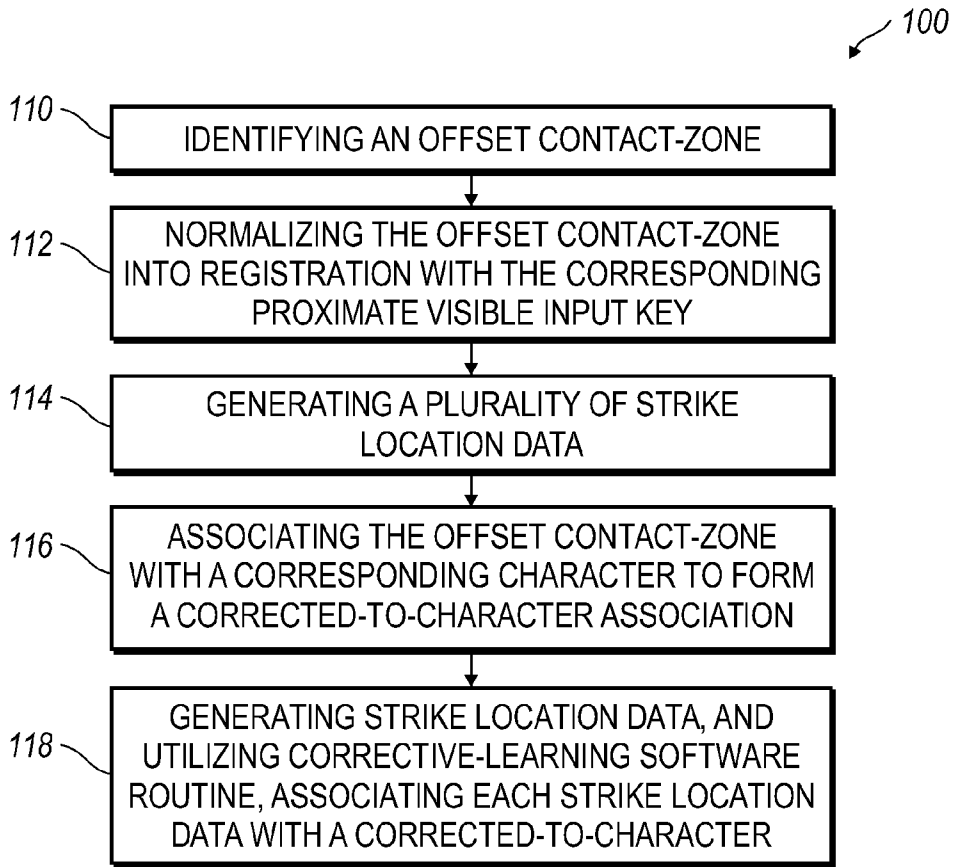 100
110
IDENTIFYING AN OFFSET CONTACT-ZONE
112
NORMALIZING THE OFFSET CONTACT-ZONE
INTO REGISTRATION WITH THE CORRESPONDING
PROXIMATE VISIBLE INPUT KEY
114
GENERATING A PLURALITY OF STRIKE
LOCATION DATA
116
ASSOCIATING THE OFFSET CONTACT-ZONE
WITH A CORRESPONDING CHARACTER TO FORM
A CORRECTED-TO-CHARACTER ASSOCIATION
118
GENERATING STRIKE LOCATION DATA, AND
UTILIZING CORRECTIVE-LEARNING SOFTWARE
ROUTINE, ASSOCIATING EACH STRIKE LOCATION
DATA WITH A CORRECTED-TO-CHARACTER